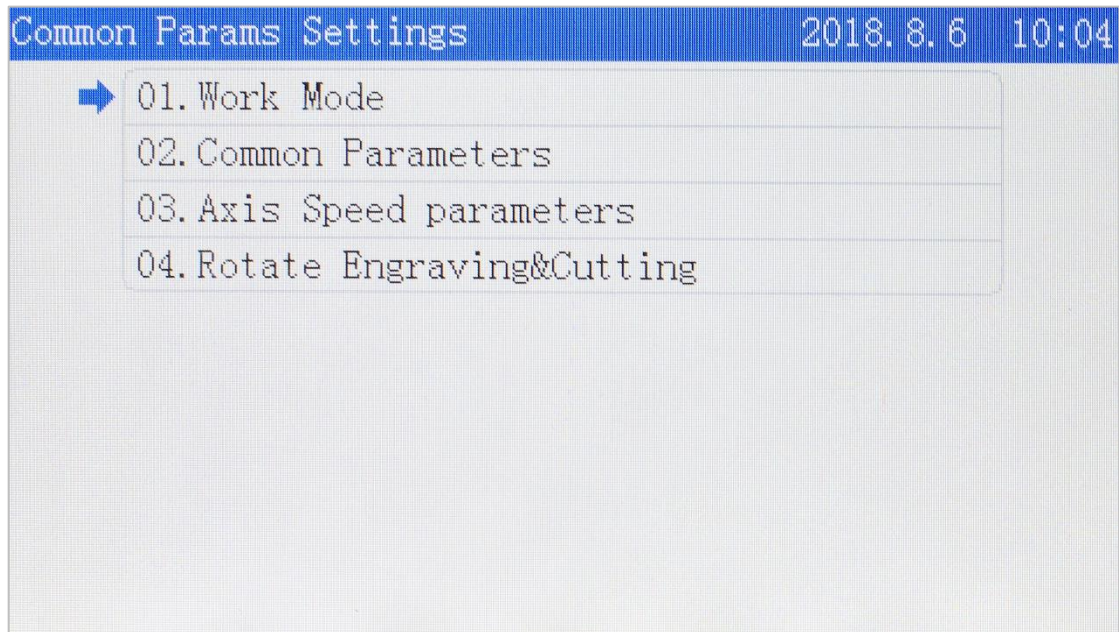 Common Params Settings 2018. 8. 6 10:04
01. Work Mode
02. Common Parameters
03. Axis Speed parameters
04. Rotate Engraving&Cutting